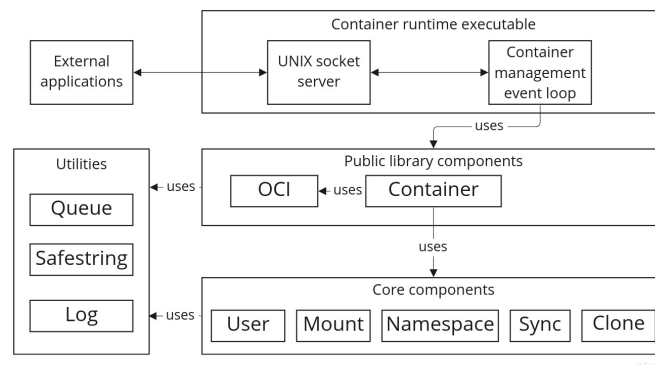 Container runtime executable
External
applications
UNIX socket
server
Container
management
event loop
uses
Utilities
Public library components
Queue
uses
OCI
uses
Container
Safestring
uses
Log
uses
Core components
User
Mount
Namespace
Sync
Clone